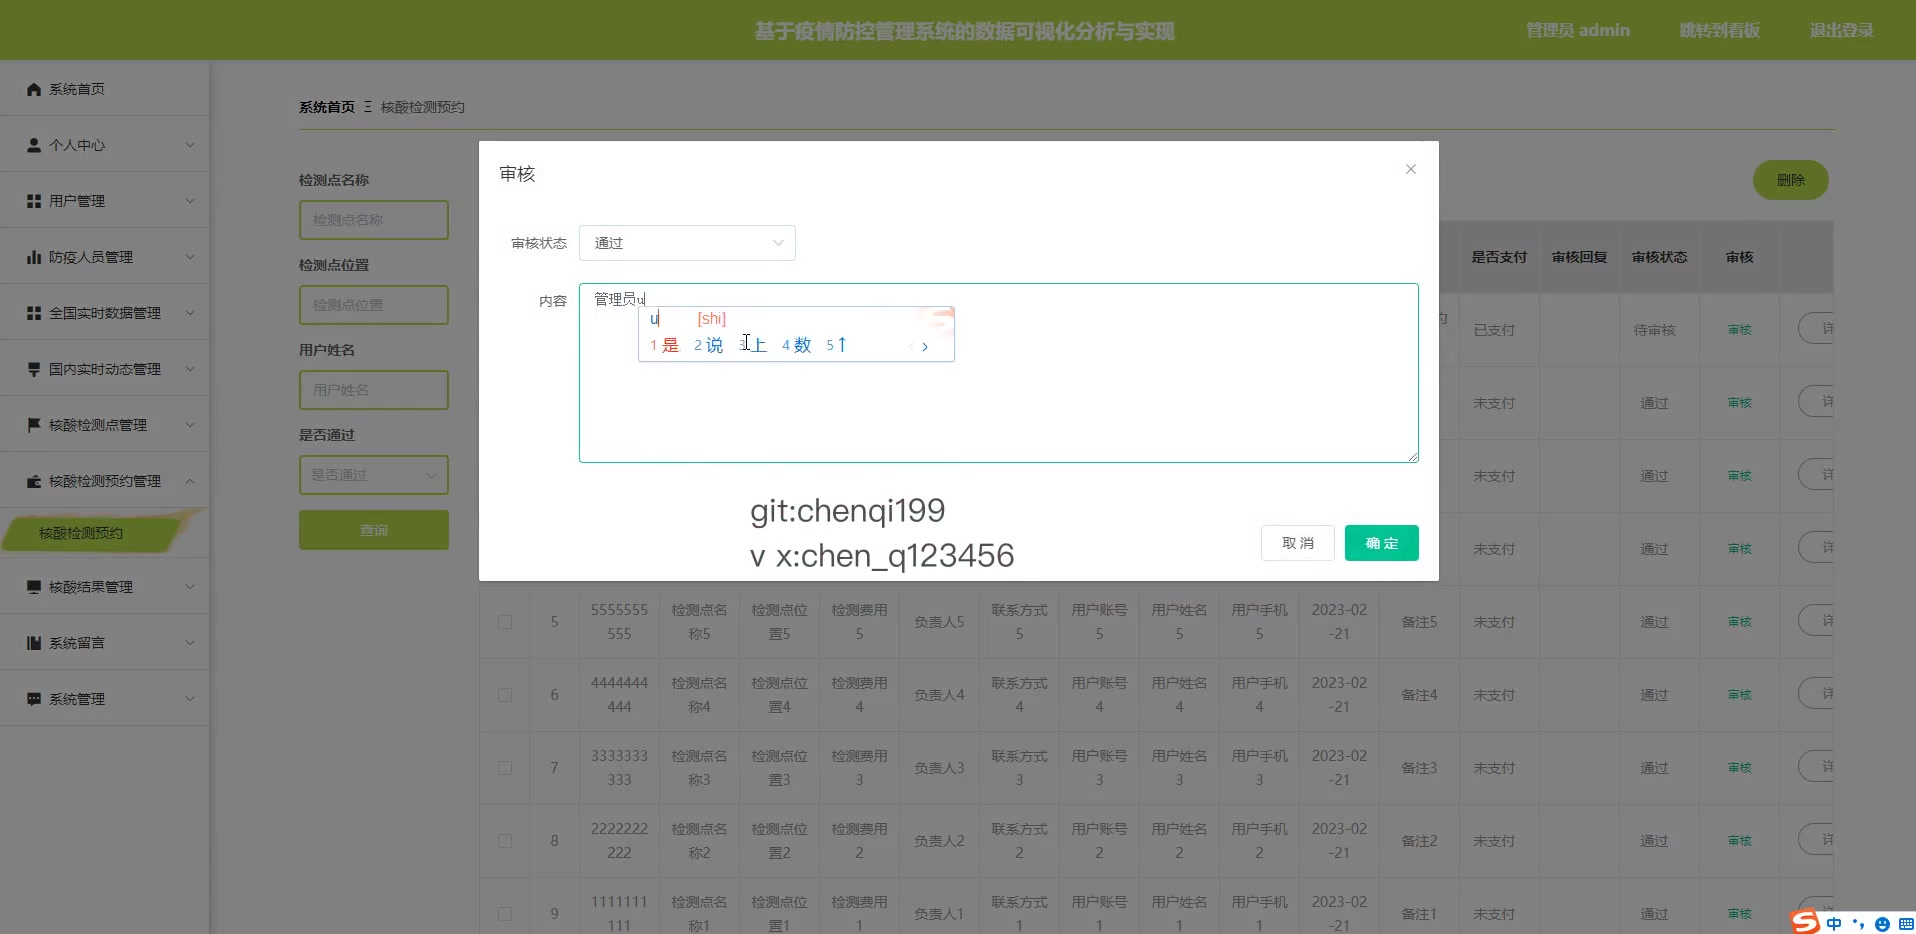 基于疫情防控管理系统的数据可视化分析与实现
管理员 admin
跳转到看板
退出登录
系统首页
个人中心
用户管理
防疫人员管理
全国实时数据管理
国内实时动态管理
核酸检测点管理
核酸检测预约管理
核酸检测预约
核酸结果管理
系统留言
系统管理
系统首页 Ξ 核酸检测预约
检测点名称
检测点名称
检测点位置
检测点位置
用户姓名
用户姓名
是否通过
是否通过
查询
删除
审核
审核状态 通过
内容 管理员u
u [shi]
1 是 2 说 3 上 4 数 5 ↑
git:chenqi199
v x:chen_q123456
取 消 确 定
是否支付 审核回复 审核状态 审核
的 已支付 待审核 审核 详
未支付 通过 审核 详
未支付 通过 审核 详
未支付 通过 审核 详
5 5555555 检测点名 检测点位 检测费用 负责人5 联系方式 用户账号 用户姓名 用户手机 2023-02 备注5 未支付 通过 审核 详
555 称5 置5 5 5 5 5 5 -21
6 4444444 检测点名 检测点位 检测费用 负责人4 联系方式 用户账号 用户姓名 用户手机 2023-02 备注4 未支付 通过 审核 详
444 称4 置4 4 4 4 4 4 -21
7 3333333 检测点名 检测点位 检测费用 负责人3 联系方式 用户账号 用户姓名 用户手机 2023-02 备注3 未支付 通过 审核 详
333 称3 置3 3 3 3 3 3 -21
8 2222222 检测点名 检测点位 检测费用 负责人2 联系方式 用户账号 用户姓名 用户手机 2023-02 备注2 未支付 通过 审核 详
222 称2 置2 2 2 2 2 2 -21
9 1111111 检测点名 检测点位 检测费用 负责人1 联系方式 用户账号 用户姓名 用户手机 2023-02 备注1 未支付 通过 审核
111 称1 置1 1 1 1 1 1 -21
中